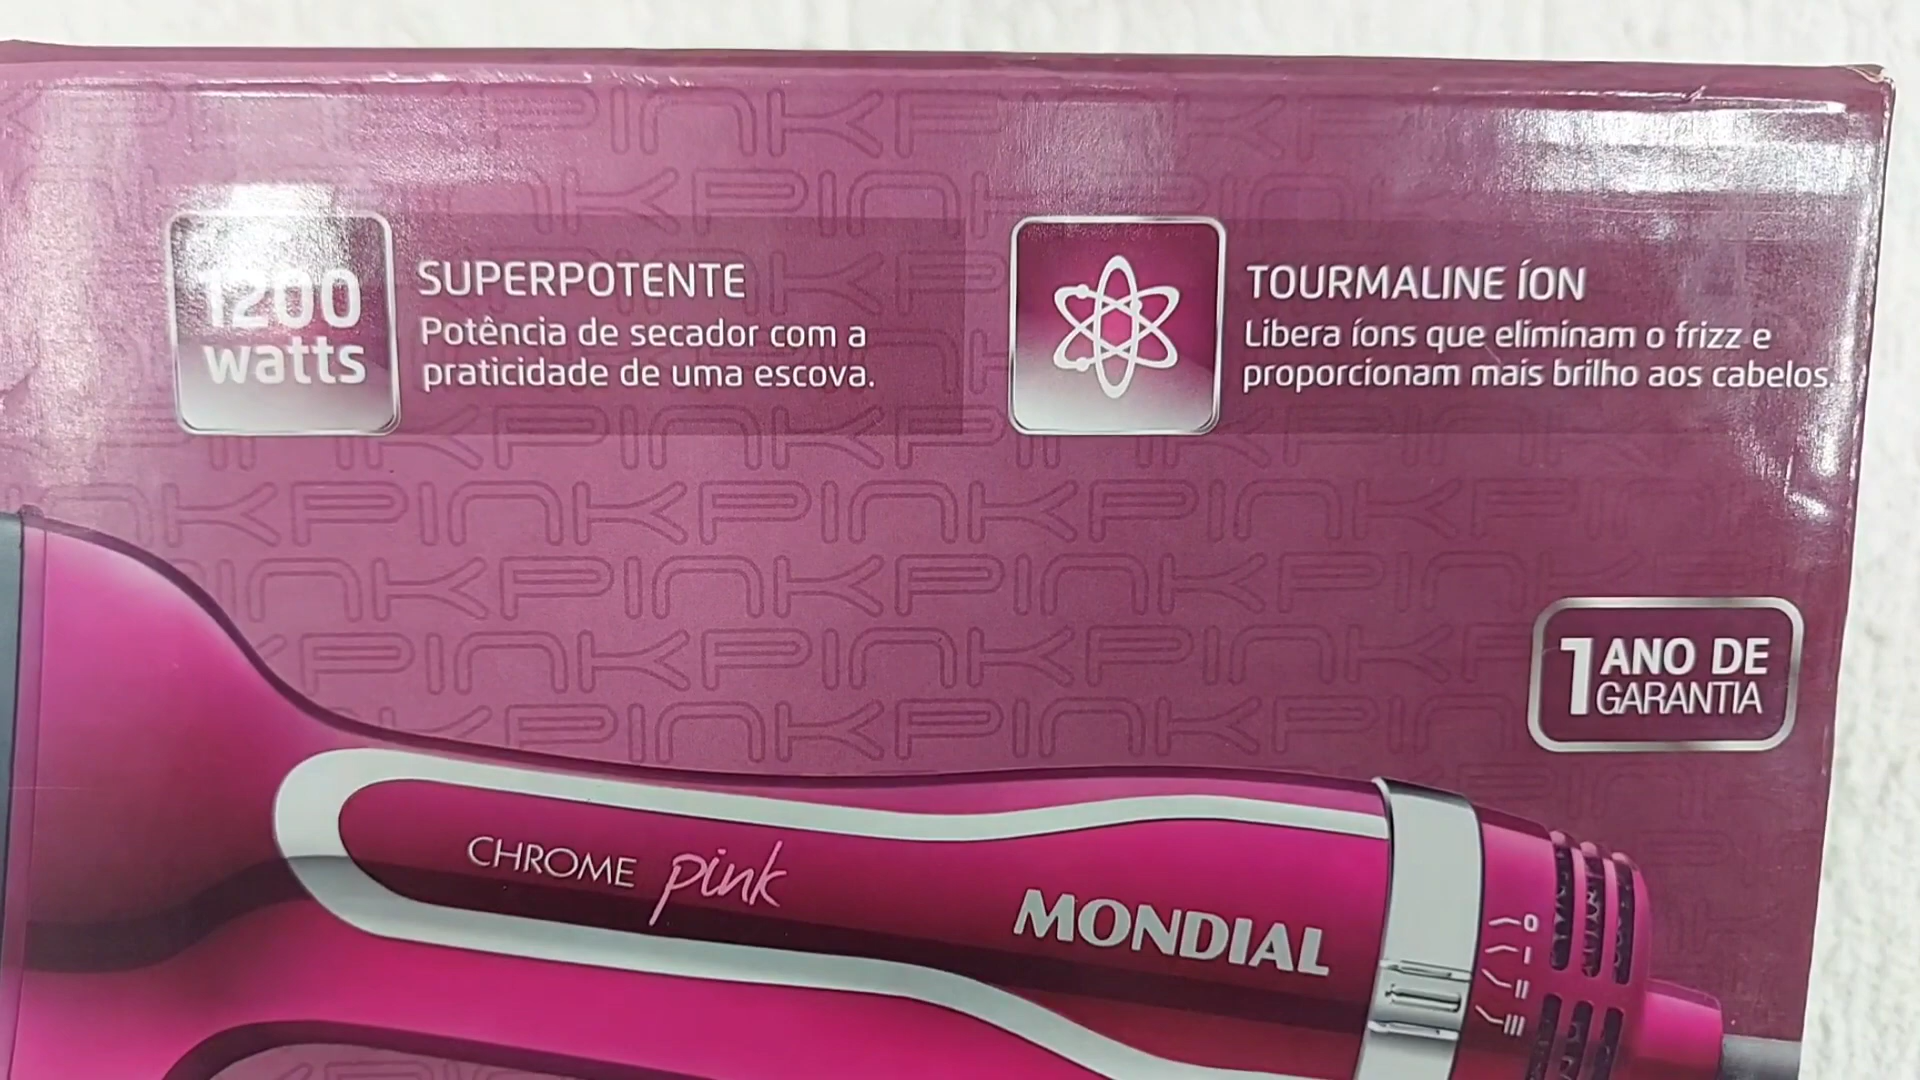 1200
watts
SUPERPOTENTE
Potência de secador com a
praticidade de uma escova.
TOURMALINE ÍON
Libera íons que eliminam o frizz e
proporcionam mais brilho aos cabelos.
1 ANO DE
GARANTIA
CHROME pink
MONDIAL
PINKPINKPINKPINK